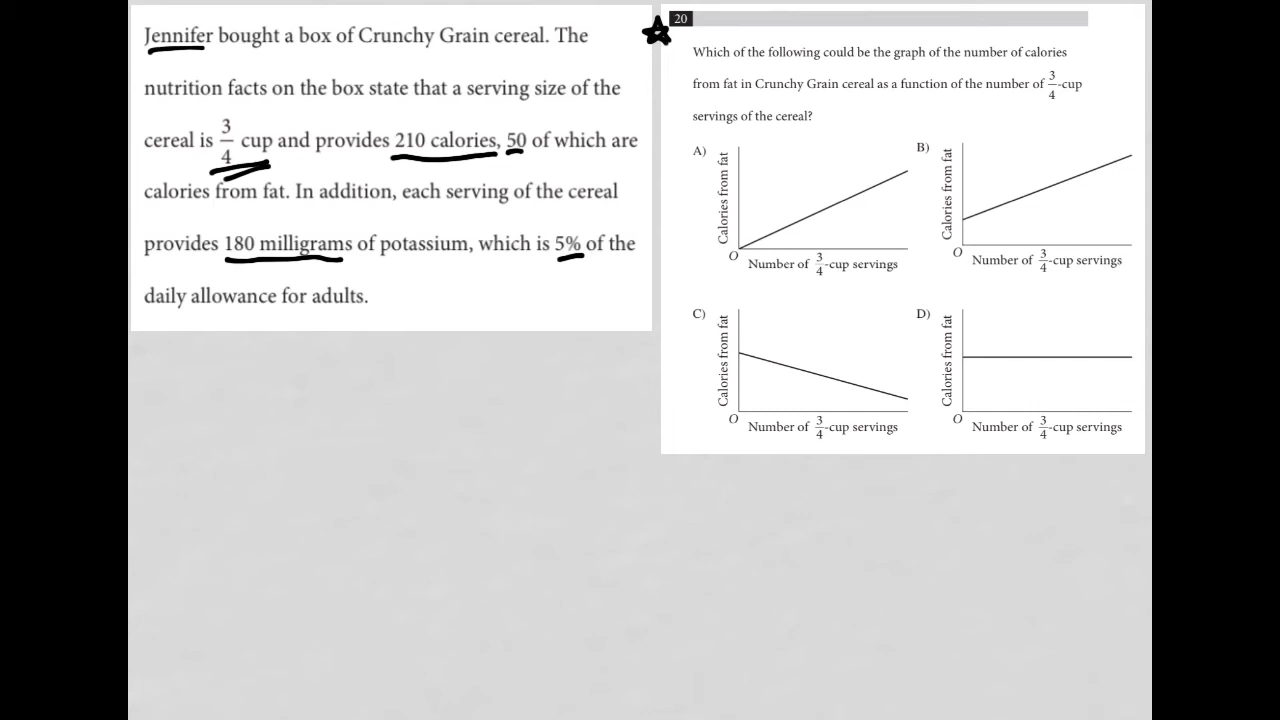 Jennifer bought a box of Crunchy Grain cereal. The
nutrition facts on the box state that a serving size of the
cereal is 3/4 cup and provides 210 calories, 50 of which are
calories from fat. In addition, each serving of the cereal
provides 180 milligrams of potassium, which is 5% of the
daily allowance for adults.
20
Which of the following could be the graph of the number of calories
from fat in Crunchy Grain cereal as a function of the number of 3/4-cup
servings of the cereal?
A)
Calories from fat
O
Number of 3/4-cup servings
B)
Calories from fat
O
Number of 3/4-cup servings
C)
Calories from fat
O
Number of 3/4-cup servings
D)
Calories from fat
O
Number of 3/4-cup servings